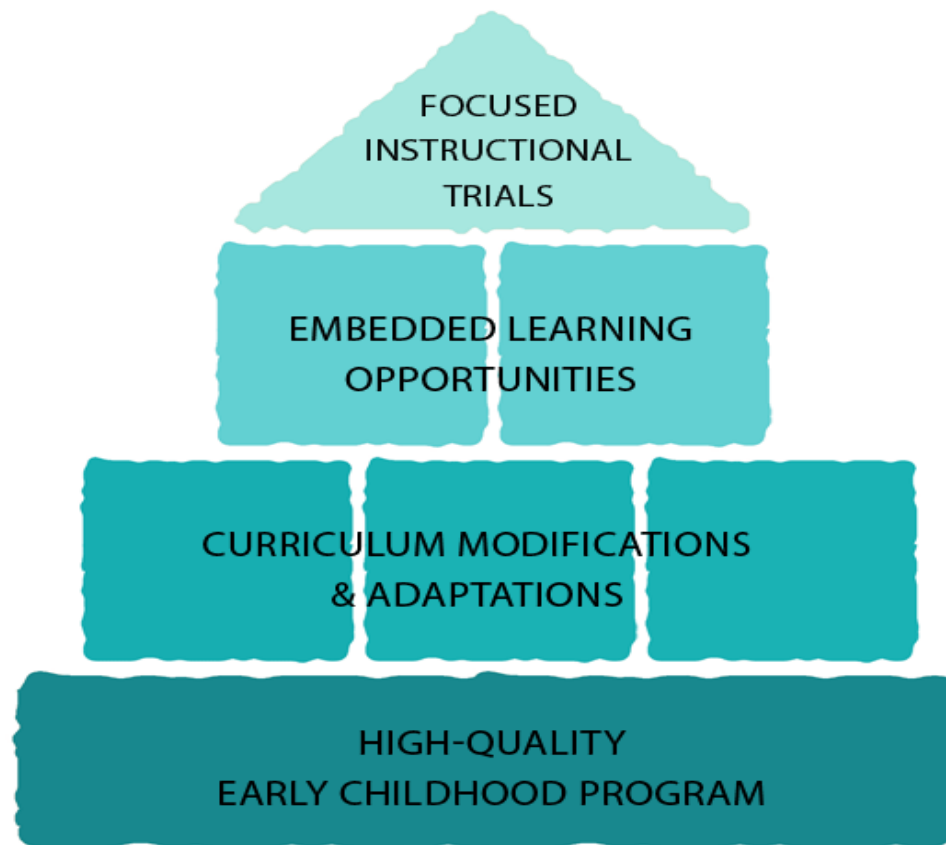 FOCUSED
INSTRUCTIONAL
TRIALS
EMBEDDED LEARNING
OPPORTUNITIES
CURRICULUM MODIFICATIONS
& ADAPTATIONS
HIGH-QUALITY
EARLY CHILDHOOD PROGRAM